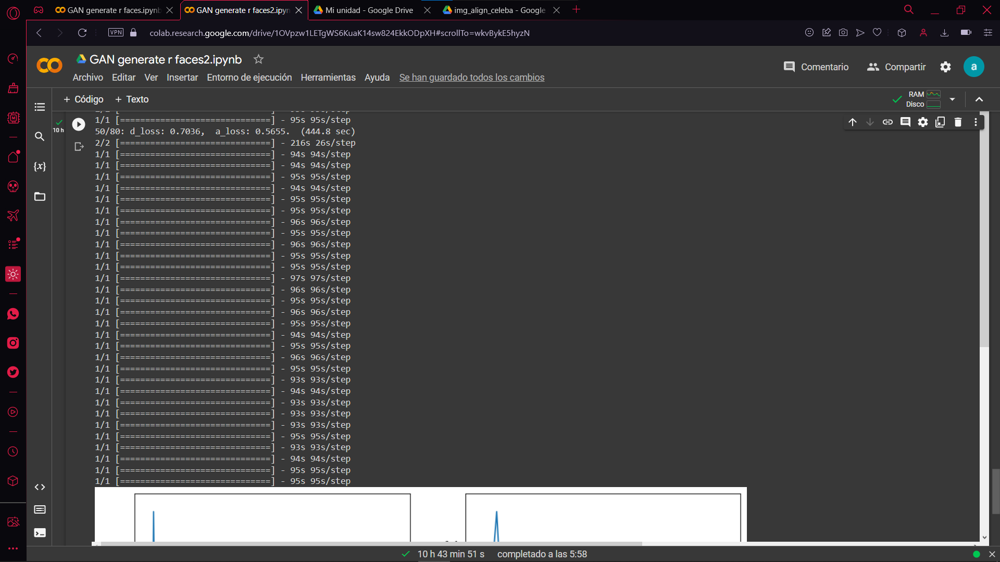 GAN generate r faces.ipynb
GAN generate r faces2.ipyn
Mi unidad - Google Drive
img_align_celeba - Google
VPN
colab.research.google.com/drive/1OVpzw1LETgWS6KuaK14sw824EkkODpXH#scrollTo=wkvBykE5hyzN
GAN generate r faces2.ipynb
Comentario
Compartir
a
Archivo Editar Ver Insertar Entorno de ejecución Herramientas Ayuda Se han guardado todos los cambios
+ Código + Texto
RAM
Disco
10 h
1/1 [==============================] - 95s 95s/step
50/80: d_loss: 0.7036,  a_loss: 0.5655.  (444.8 sec)
2/2 [==============================] - 216s 26s/step
1/1 [==============================] - 94s 94s/step
1/1 [==============================] - 94s 94s/step
1/1 [==============================] - 95s 95s/step
1/1 [==============================] - 94s 94s/step
1/1 [==============================] - 95s 95s/step
1/1 [==============================] - 95s 95s/step
1/1 [==============================] - 96s 96s/step
1/1 [==============================] - 95s 95s/step
1/1 [==============================] - 96s 96s/step
1/1 [==============================] - 95s 95s/step
1/1 [==============================] - 95s 95s/step
1/1 [==============================] - 97s 97s/step
1/1 [==============================] - 96s 96s/step
1/1 [==============================] - 95s 95s/step
1/1 [==============================] - 96s 96s/step
1/1 [==============================] - 95s 95s/step
1/1 [==============================] - 94s 94s/step
1/1 [==============================] - 95s 95s/step
1/1 [==============================] - 96s 96s/step
1/1 [==============================] - 95s 95s/step
1/1 [==============================] - 93s 93s/step
1/1 [==============================] - 94s 94s/step
1/1 [==============================] - 93s 93s/step
1/1 [==============================] - 93s 93s/step
1/1 [==============================] - 93s 93s/step
1/1 [==============================] - 95s 95s/step
1/1 [==============================] - 93s 93s/step
1/1 [==============================] - 94s 94s/step
1/1 [==============================] - 95s 95s/step
1/1 [==============================] - 95s 95s/step
10 h 43 min 51 s completado a las 5:58